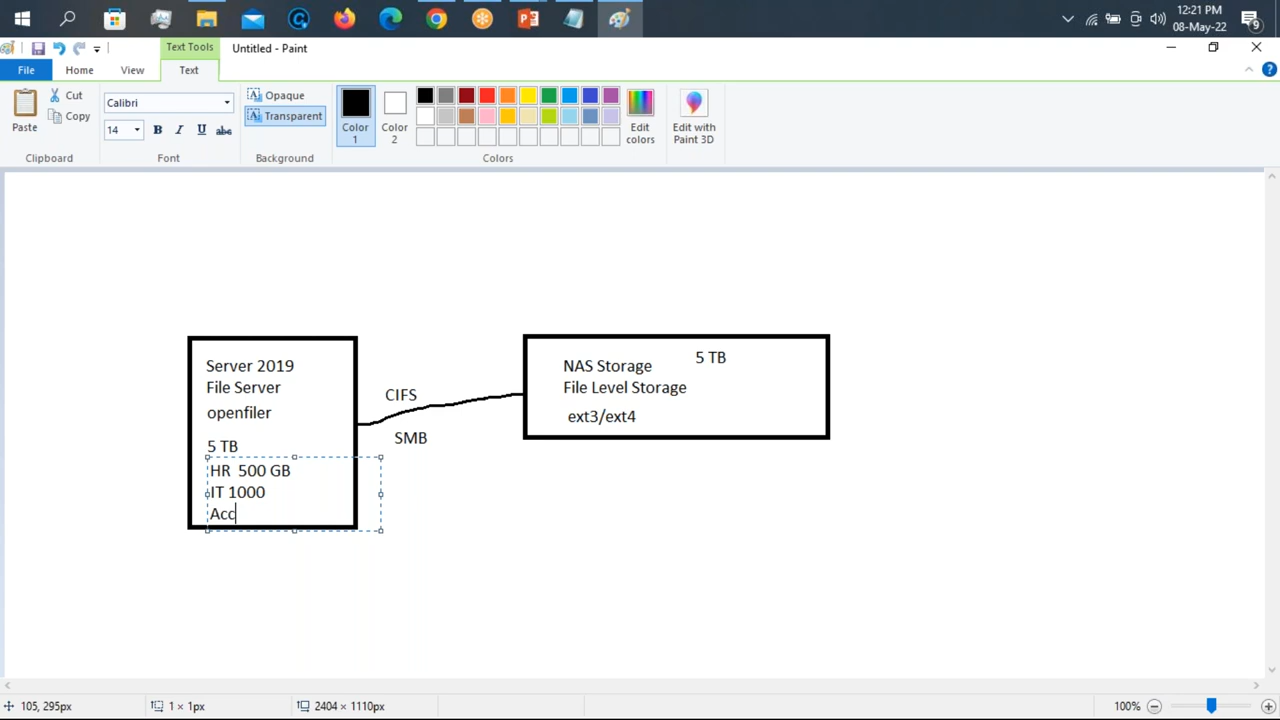 12:21 PM
08-May-22
9
Text Tools
Untitled - Paint
File
Home
View
Text
Paste
Cut
Copy
Clipboard
Calibri
14
B I U abc
Font
Opaque
Transparent
Background
Color 1
Color 2
Edit colors
Colors
Edit with Paint 3D
Server 2019
File Server
openfiler
5 TB
HR 500 GB
IT 1000
Acc
CIFS
SMB
NAS Storage
5 TB
File Level Storage
ext3/ext4
105, 295px
1 × 1px
2404 × 1110px
100%